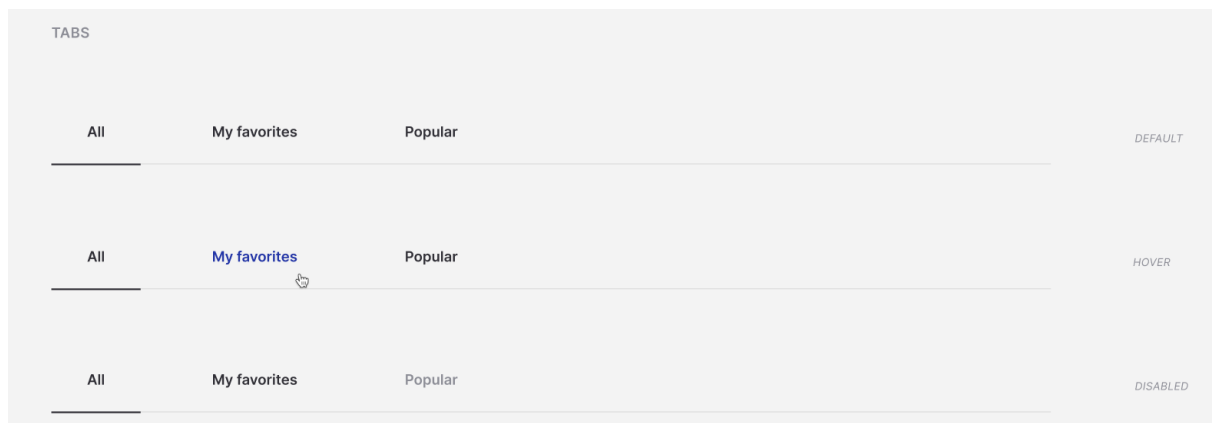 TABS
All My favorites Popular DEFAULT
All My favorites Popular HOVER
All My favorites Popular DISABLED